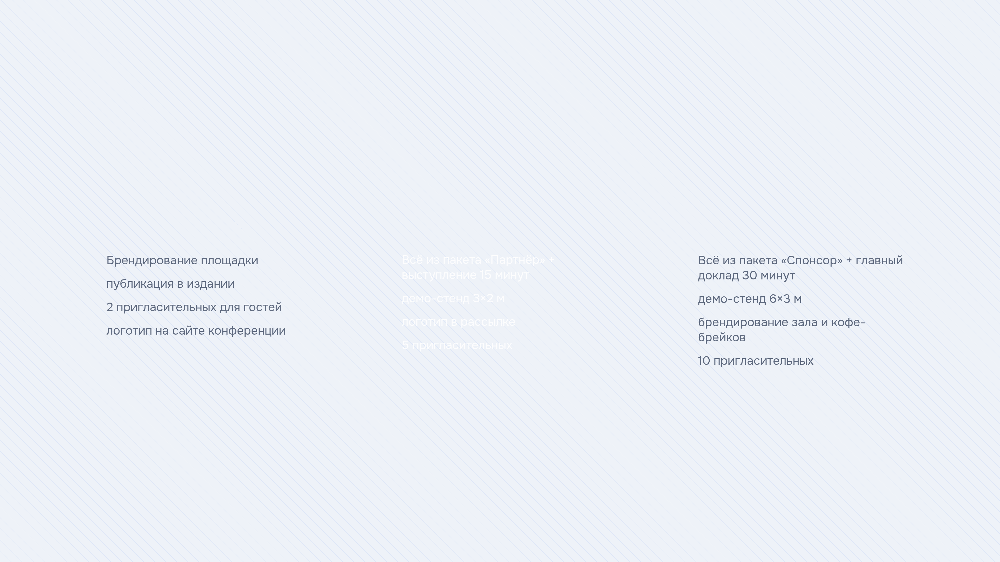 Брендирование площадки
публикация в издании
2 пригласительных для гостей
логотип на сайте конференции
Всё из пакета «Партнёр» +
выступление 15 минут
демо-стенд 3×2 м
логотип в рассылке
5 пригласительных
Всё из пакета «Спонсор» + главный
доклад 30 минут
демо-стенд 6×3 м
брендирование зала и кофе-
брейков
10 пригласительных